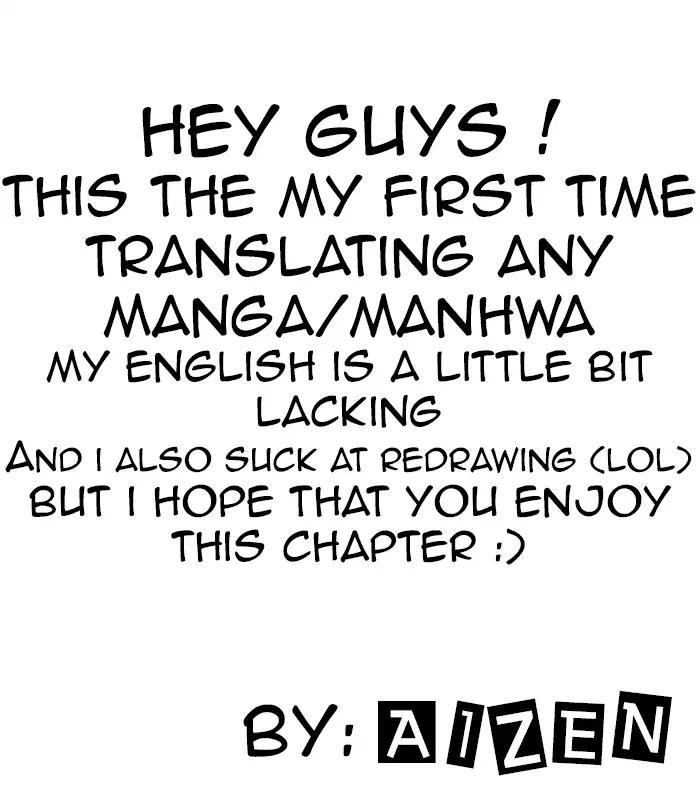 HEY GUYS !
THIS THE MY FIRST TIME
TRANSLATING ANY
MANGA/MANHWA
MY ENGLISH IS A LITTLE BIT
LACKING
AND I ALSO SUCK AT REDRAWING (LOL)
BUT I HOPE THAT YOU ENJOY
THIS CHAPTER :)
BY: AIZEN